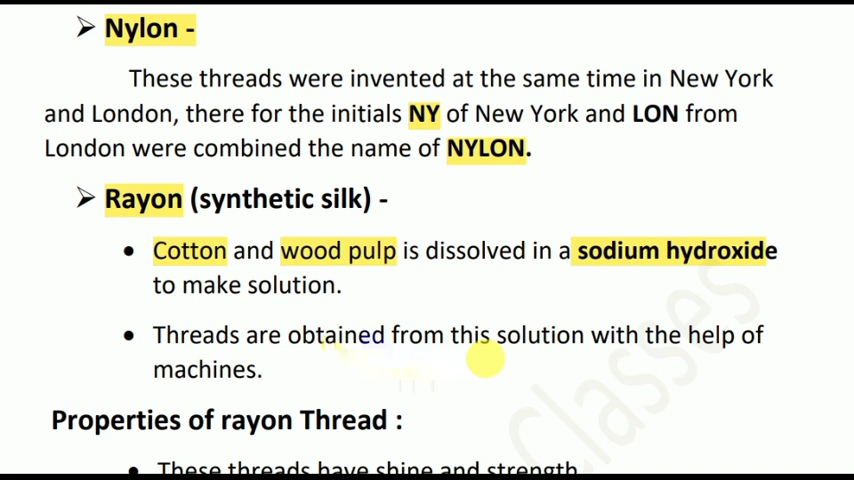 ➢ Nylon -
These threads were invented at the same time in New York
and London, there for the initials NY of New York and LON from
London were combined the name of NYLON.
➢ Rayon (synthetic silk) -
• Cotton and wood pulp is dissolved in a sodium hydroxide
to make solution.
• Threads are obtained from this solution with the help of
machines.
Classes
Properties of rayon Thread :
• These threads have shine and strength